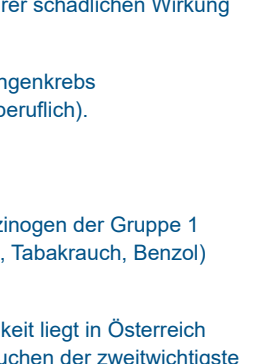 rer schädlichen Wirkung
ngenkrebs
beruflich).
zinogen der Gruppe 1
, Tabakrauch, Benzol)
keit liegt in Österreich
uchen der zweitwichtigste